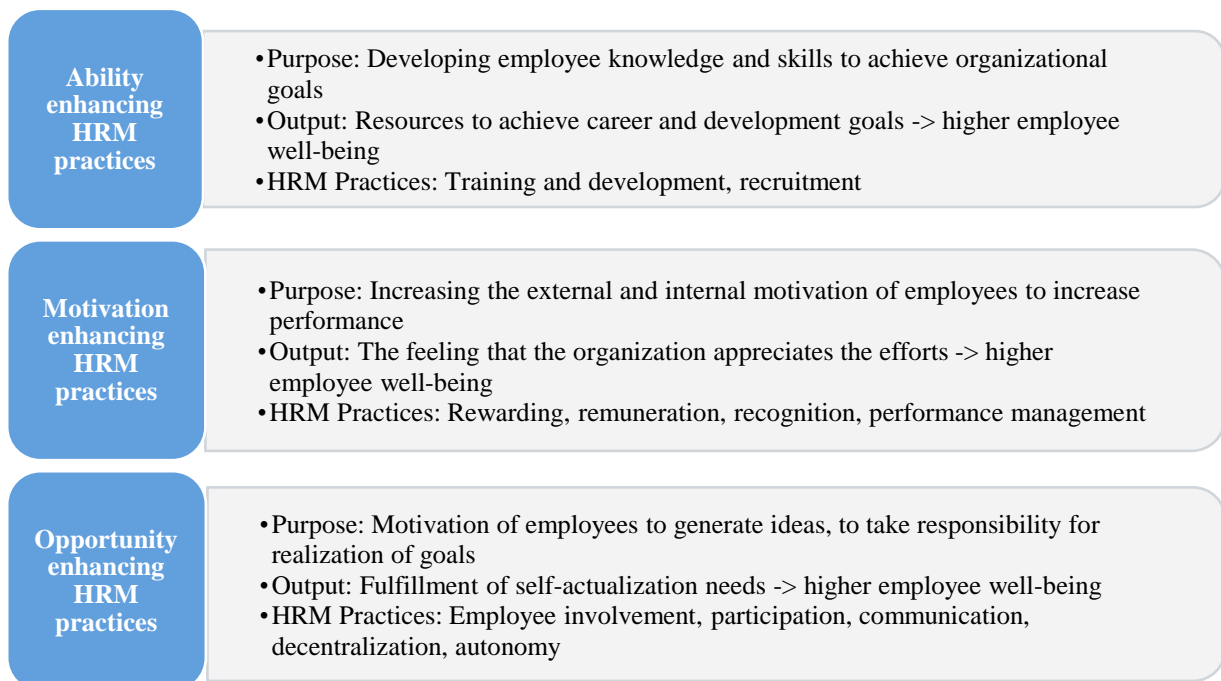 Ability
enhancing
HRM
practices
•Purpose: Developing employee knowledge and skills to achieve organizational
goals
•Output: Resources to achieve career and development goals -> higher employee
well-being
•HRM Practices: Training and development, recruitment
Motivation
enhancing
HRM
practices
•Purpose: Increasing the external and internal motivation of employees to increase
performance
•Output: The feeling that the organization appreciates the efforts -> higher
employee well-being
•HRM Practices: Rewarding, remuneration, recognition, performance management
Opportunity
enhancing
HRM
practices
•Purpose: Motivation of employees to generate ideas, to take responsibility for
realization of goals
•Output: Fulfillment of self-actualization needs -> higher employee well-being
•HRM Practices: Employee involvement, participation, communication,
decentralization, autonomy